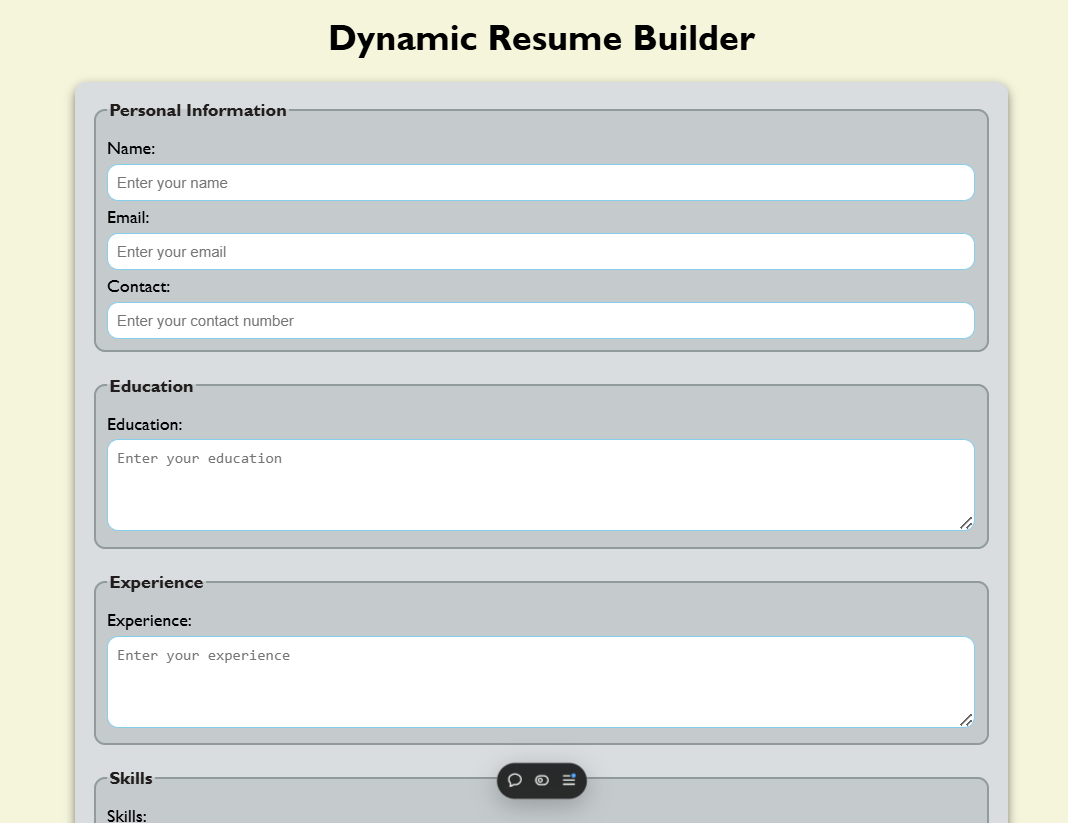 Dynamic Resume Builder
Personal Information
Name:
Enter your name
Email:
Enter your email
Contact:
Enter your contact number
Education
Education:
Enter your education
Experience
Experience:
Enter your experience
Skills
Skills: